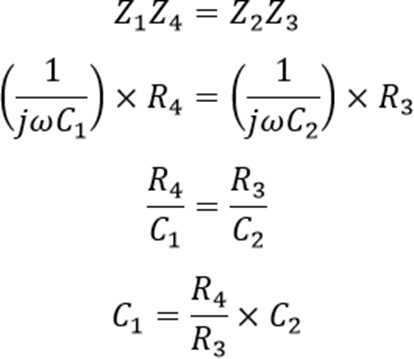 Z₁Z₄ = Z₂Z₃
(1/jωC₁) × R₄ = (1/jωC₂) × R₃
R₄/C₁ = R₃/C₂
C₁ = R₄/R₃ × C₂